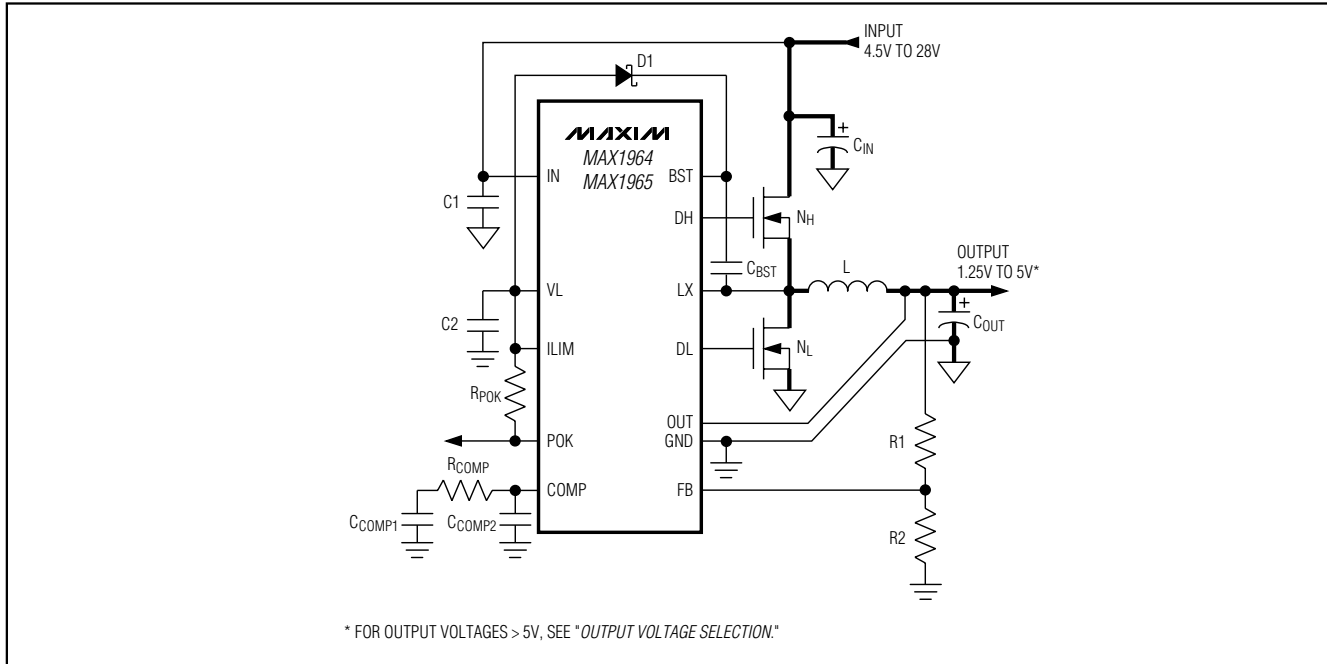 INPUT
4.5V TO 28V
D1
MAXIM
MAX1964
MAX1965
CIN
IN
BST
C1
DH
NH
OUTPUT
1.25V TO 5V*
CBST
L
VL
LX
C2
COUT
ILIM
DL
NL
RPOK
OUT
POK
GND
R1
RCOMP
COMP
FB
CCOMP1
CCOMP2
R2
* FOR OUTPUT VOLTAGES > 5V, SEE "OUTPUT VOLTAGE SELECTION."
+
+